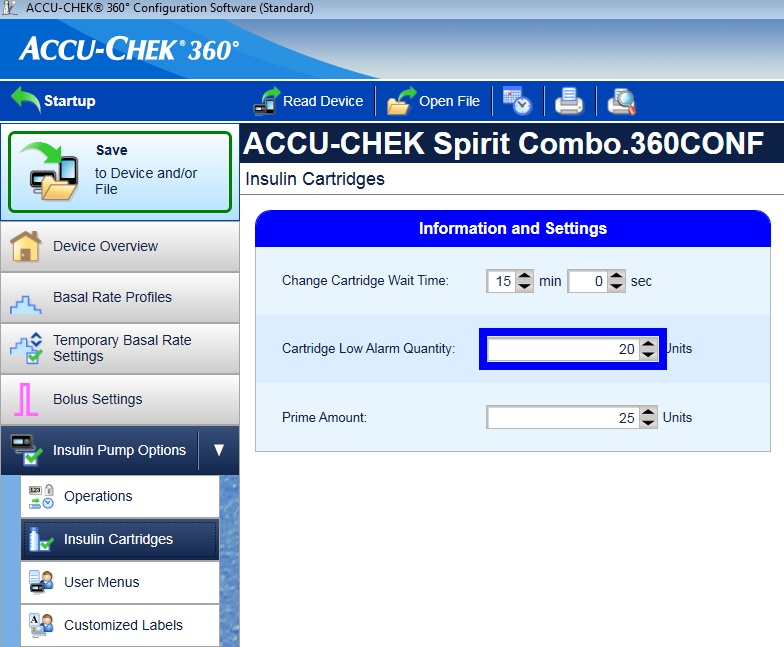 ACCU-CHEK® 360° Configuration Software (Standard)
ACCU-CHEK® 360°
Startup
Read Device
Open File
Save
to Device and/or
File
ACCU-CHEK Spirit Combo.360CONF
Insulin Cartridges
Device Overview
Basal Rate Profiles
Temporary Basal Rate
Settings
Bolus Settings
Insulin Pump Options
Operations
Insulin Cartridges
User Menus
Customized Labels
Information and Settings
Change Cartridge Wait Time: 15 min 0 sec
Cartridge Low Alarm Quantity: 20 Units
Prime Amount: 25 Units